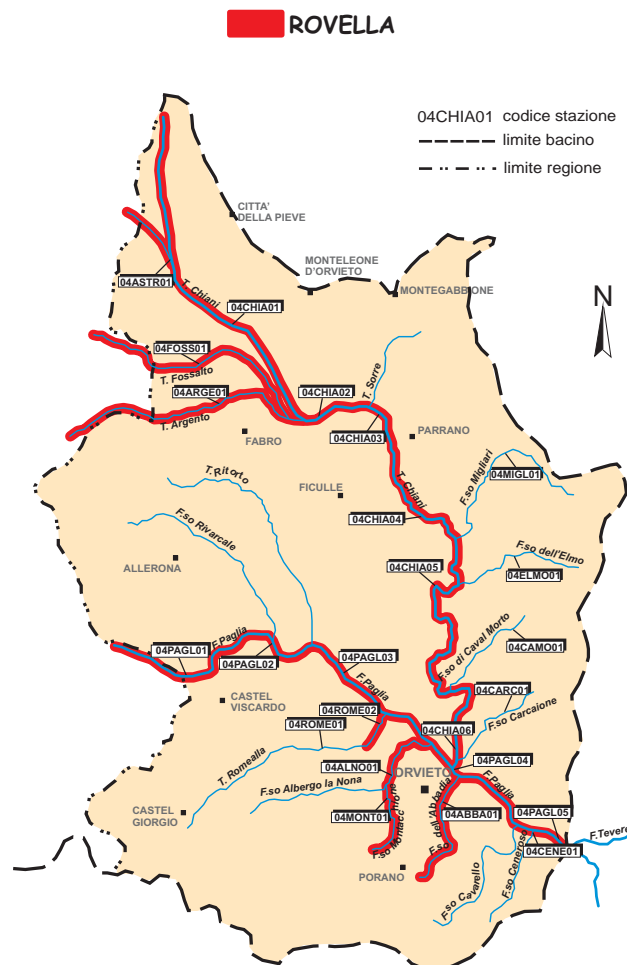 ROVELLA
04CHIA01 codice stazione
limite bacino
limite regione
CITTA'
DELLA PIEVE
MONTELEONE
D'ORVIETO
MONTEGABBIONE
N
04ASTR01
T. Chiani
04CHIA01
04FOSS01
T. Fossalto
04ARGE01
T. Argento
04CHIA02
T. Sorre
FABRO
04CHIA03
PARRANO
T.Ritorto
FICULLE
T. Chiani
F.so Migliari
04MIGL01
04CHIA04
F.so Rivarcale
ALLERONA
04CHIA05
F.so dell'Elmo
04ELMO01
F.so di Caval Morto
04CAMO01
04PAGL01
F.Paglia
04PAGL02
04PAGL03
F.Paglia
04CARC01
F.so Carcaione
CASTEL
VISCARDO
04ROME02
04ROME01
04CHIA06
T. Romealla
04ALNO01
04PAGL04
ORVIETO
F.Paglia
F.so Albergo la Nona
04MONT01
04ABBA01
04PAGL05
CASTEL
GIORGIO
F.so dell'Abbadia
F.Tevere
04CENE01
PORANO
F.so Cavarello
F.so Ceneroso